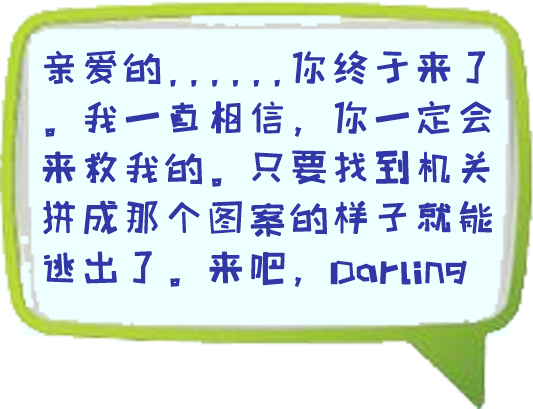 亲爱的......你终于来了
。我一直相信，你一定会
来救我的。只要找到机关
拼成那个图案的样子就能
逃出了。来吧，Darling